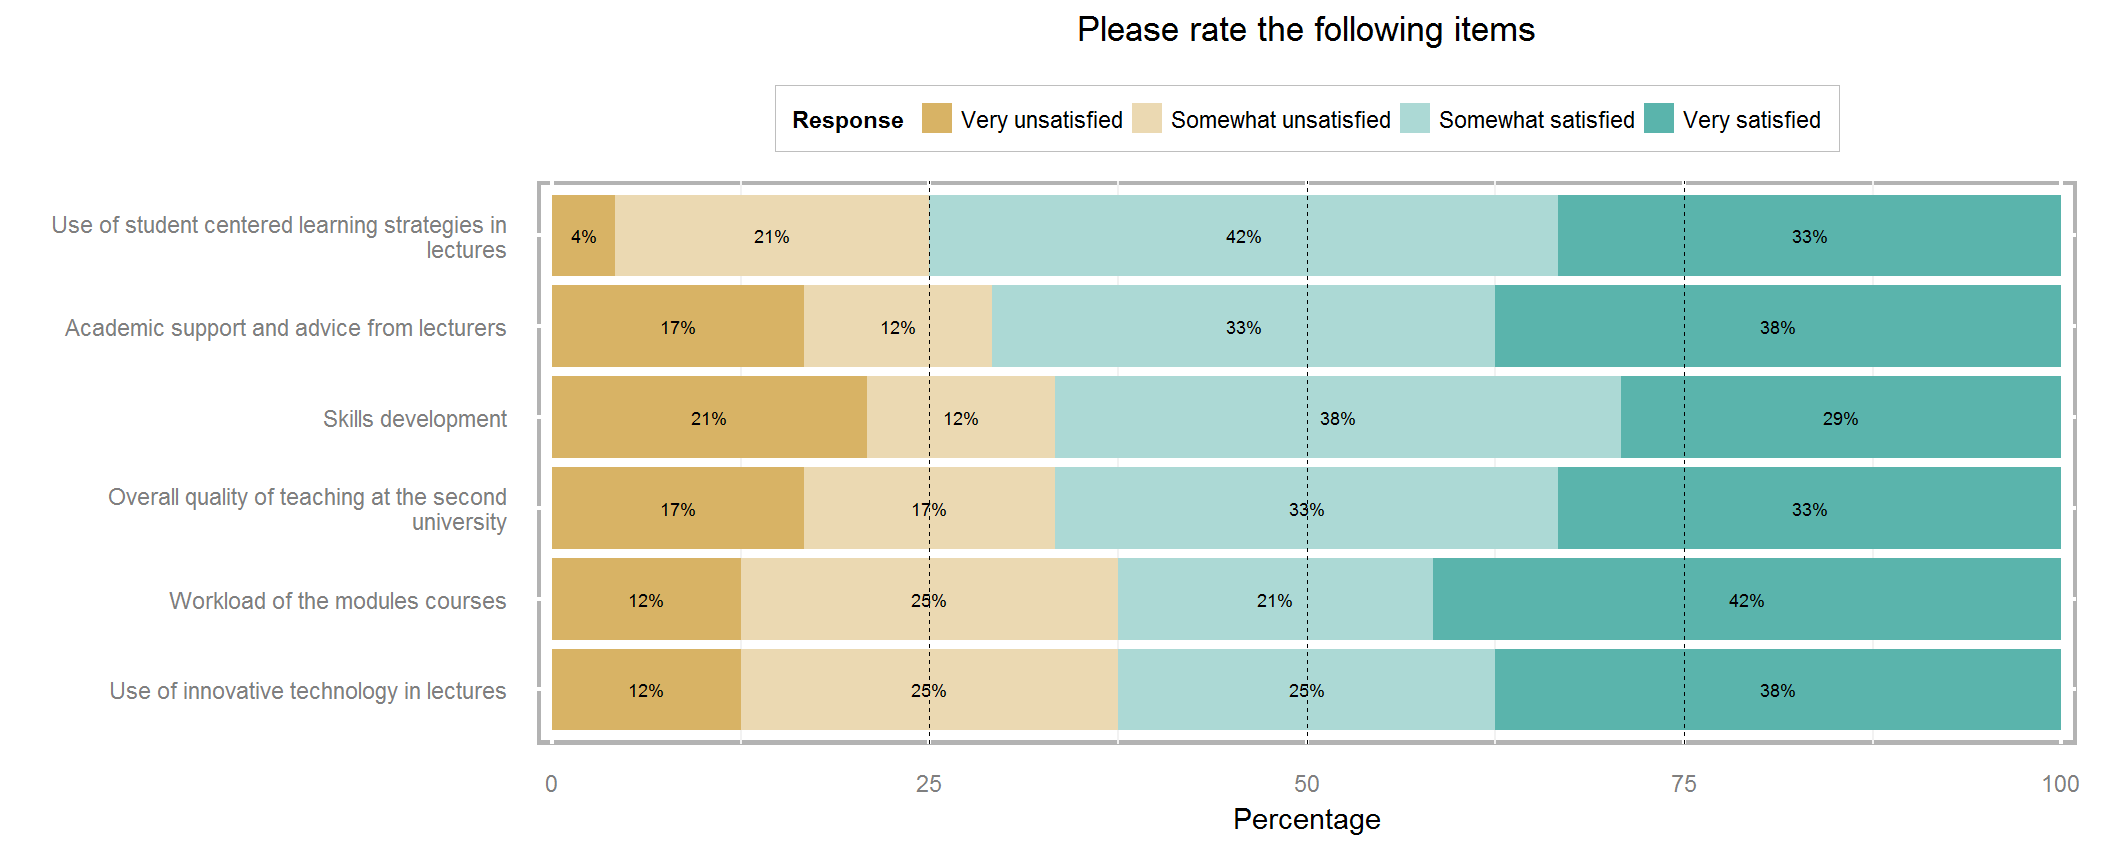 Please rate the following items
Response Very unsatisfied Somewhat unsatisfied Somewhat satisfied Very satisfied
Use of student centered learning strategies in
lectures
4% 21% 42% 33%
Academic support and advice from lecturers
17% 12% 33% 38%
Skills development
21% 12% 38% 29%
Overall quality of teaching at the second
university
17% 17% 33% 33%
Workload of the modules courses
12% 25% 21% 42%
Use of innovative technology in lectures
12% 25% 25% 38%
0 25 50 75 100
Percentage